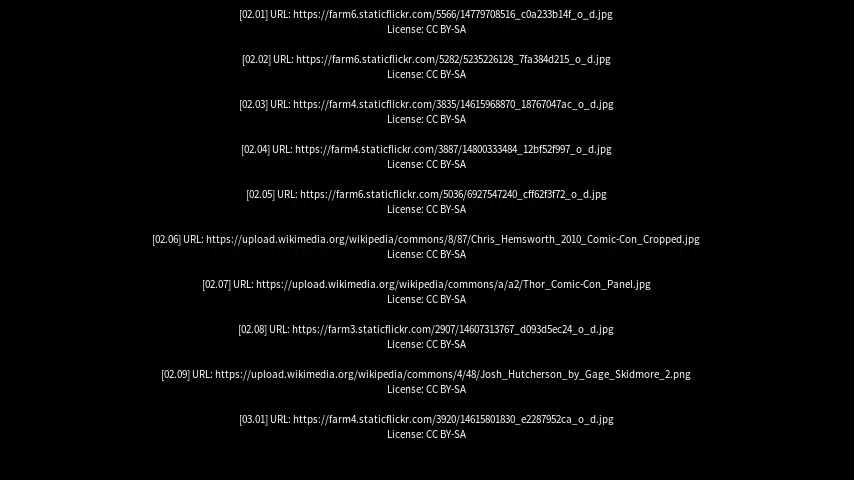 [02.01] URL: https://farm6.staticflickr.com/5566/14779708516_c0a233b14f_o_d.jpg
License: CC BY-SA
[02.02] URL: https://farm6.staticflickr.com/5282/5235226128_7fa384d215_o_d.jpg
License: CC BY-SA
[02.03] URL: https://farm4.staticflickr.com/3835/14615968870_18767047ac_o_d.jpg
License: CC BY-SA
[02.04] URL: https://farm4.staticflickr.com/3887/14800333484_12bf52f997_o_d.jpg
License: CC BY-SA
[02.05] URL: https://farm6.staticflickr.com/5036/6927547240_cff62f3f72_o_d.jpg
License: CC BY-SA
[02.06] URL: https://upload.wikimedia.org/wikipedia/commons/8/87/Chris_Hemsworth_2010_Comic-Con_Cropped.jpg
License: CC BY-SA
[02.07] URL: https://upload.wikimedia.org/wikipedia/commons/a/a2/Thor_Comic-Con_Panel.jpg
License: CC BY-SA
[02.08] URL: https://farm3.staticflickr.com/2907/14607313767_d093d5ec24_o_d.jpg
License: CC BY-SA
[02.09] URL: https://upload.wikimedia.org/wikipedia/commons/4/48/Josh_Hutcherson_by_Gage_Skidmore_2.png
License: CC BY-SA
[03.01] URL: https://farm4.staticflickr.com/3920/14615801830_e2287952ca_o_d.jpg
License: CC BY-SA